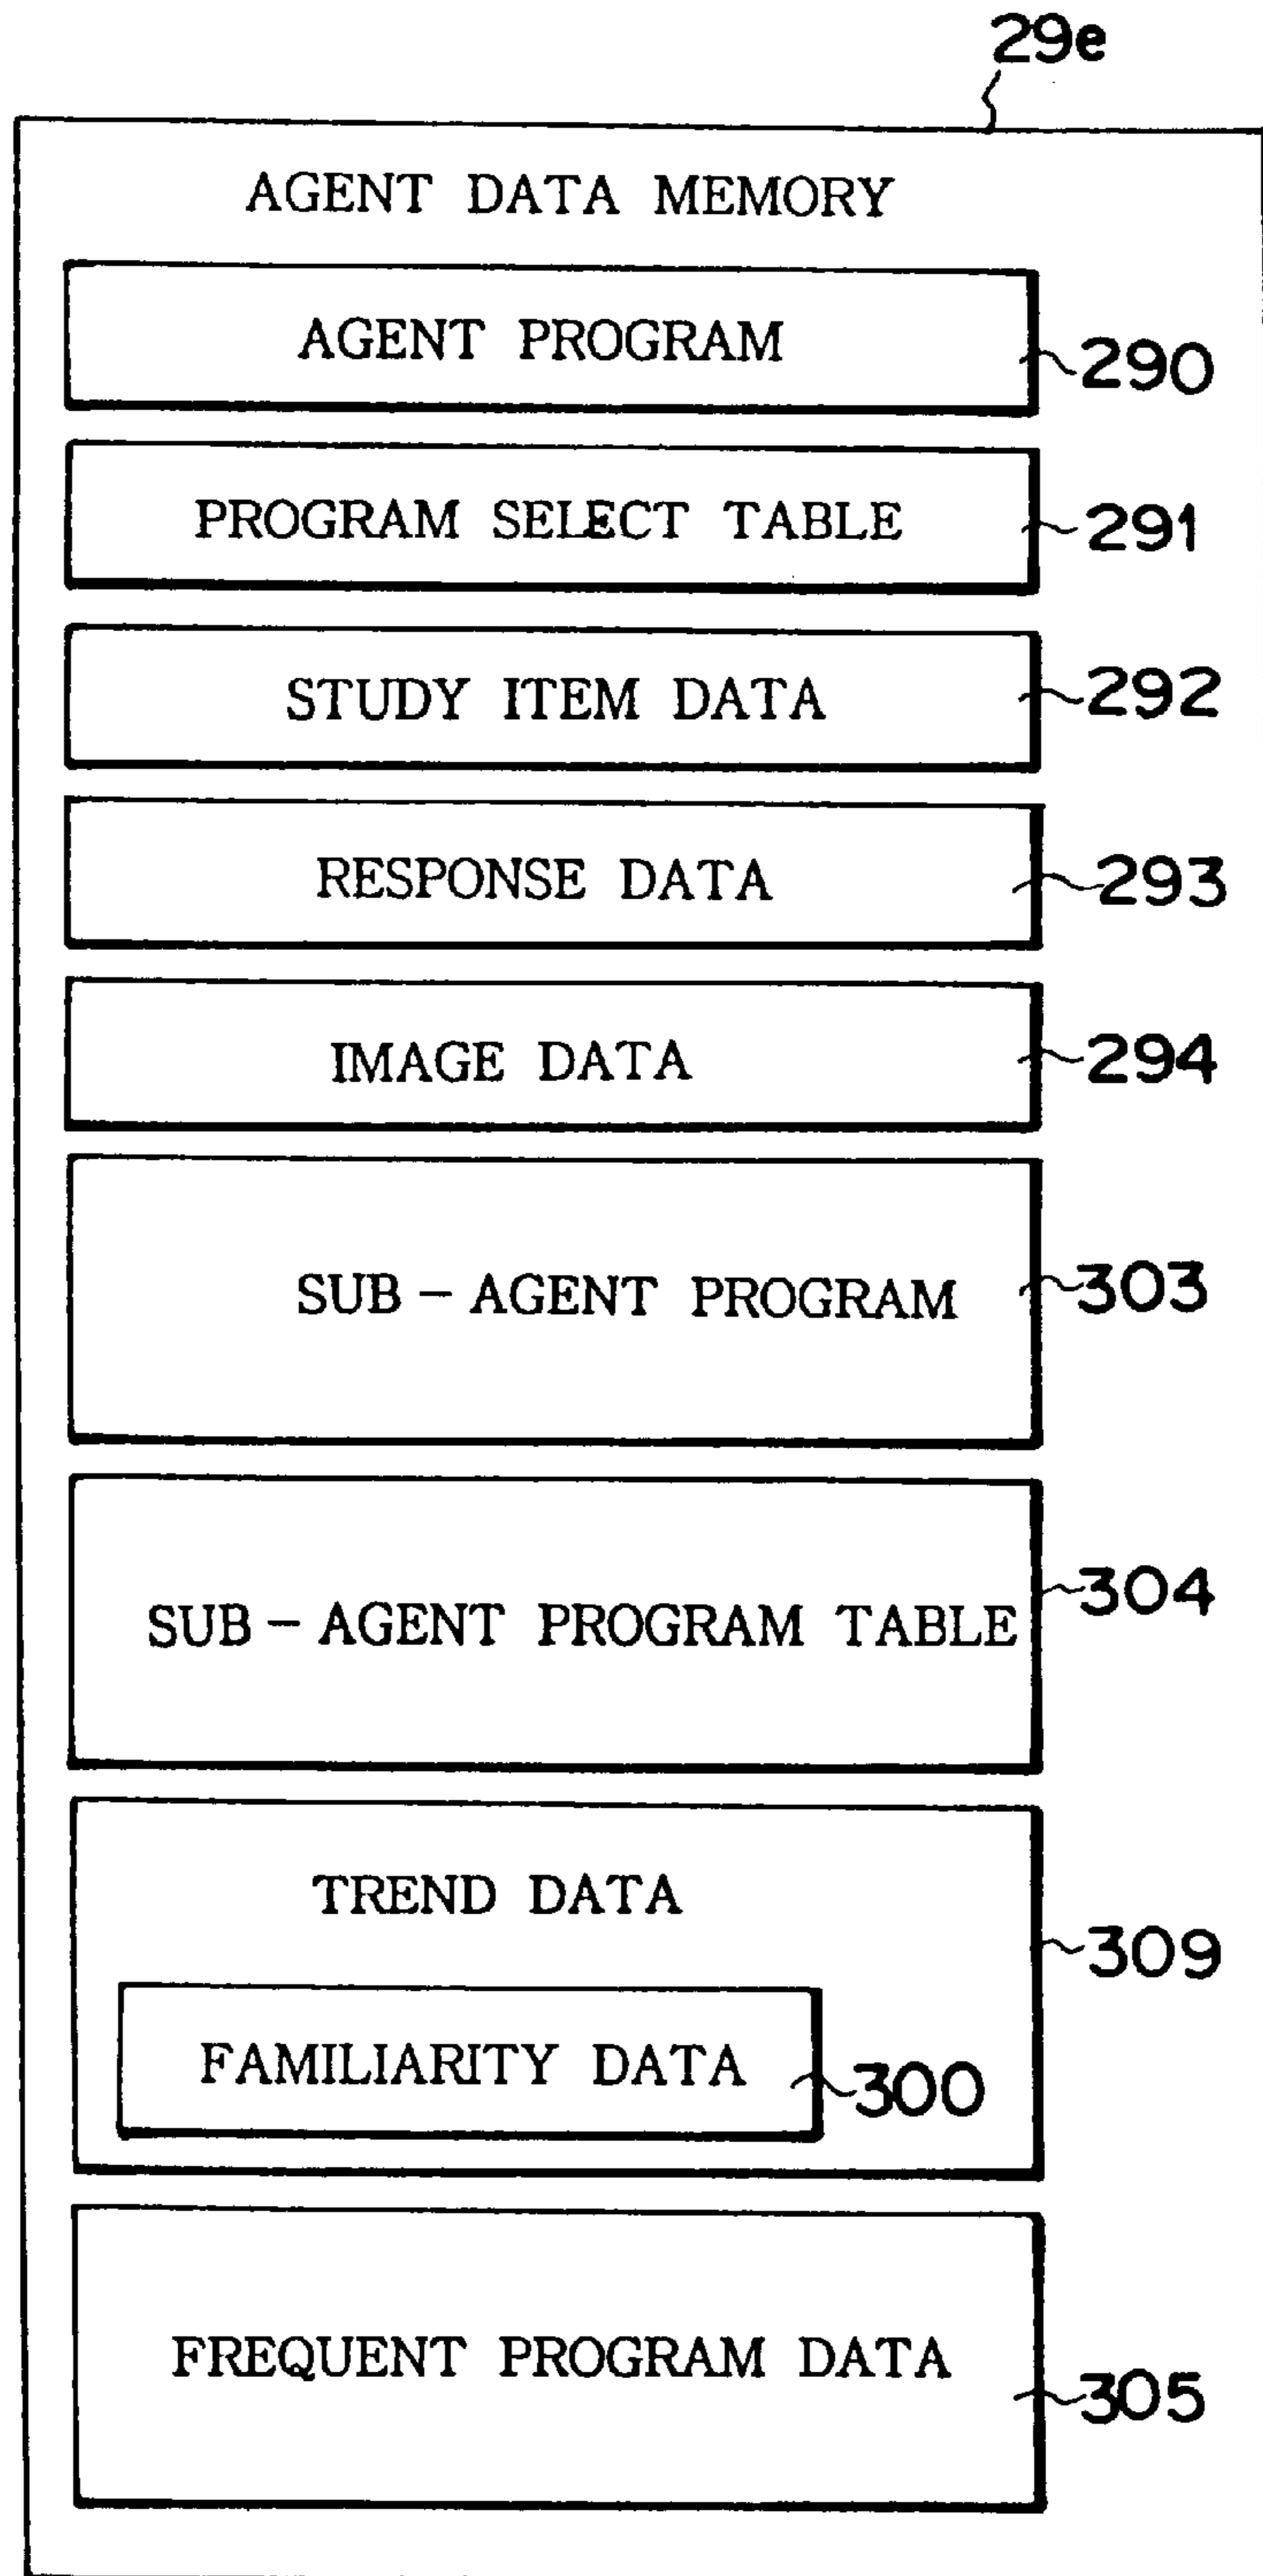 29e
AGENT DATA MEMORY
AGENT PROGRAM
290
PROGRAM SELECT TABLE
291
STUDY ITEM DATA
292
RESPONSE DATA
293
IMAGE DATA
294
SUB-AGENT PROGRAM
303
SUB-AGENT PROGRAM TABLE
304
TREND DATA
309
FAMILIARITY DATA
300
FREQUENT PROGRAM DATA
305